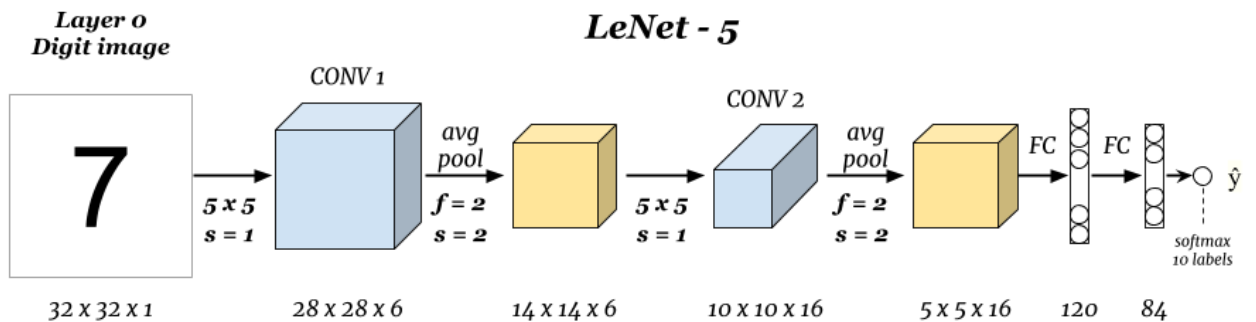 Layer 0
Digit image
LeNet - 5
7
5 x 5
s = 1
CONV 1
avg
pool
f = 2
s = 2
5 x 5
s = 1
CONV 2
avg
pool
f = 2
s = 2
FC
FC
ŷ
softmax
10 labels
32 x 32 x 1
28 x 28 x 6
14 x 14 x 6
10 x 10 x 16
5 x 5 x 16
120
84